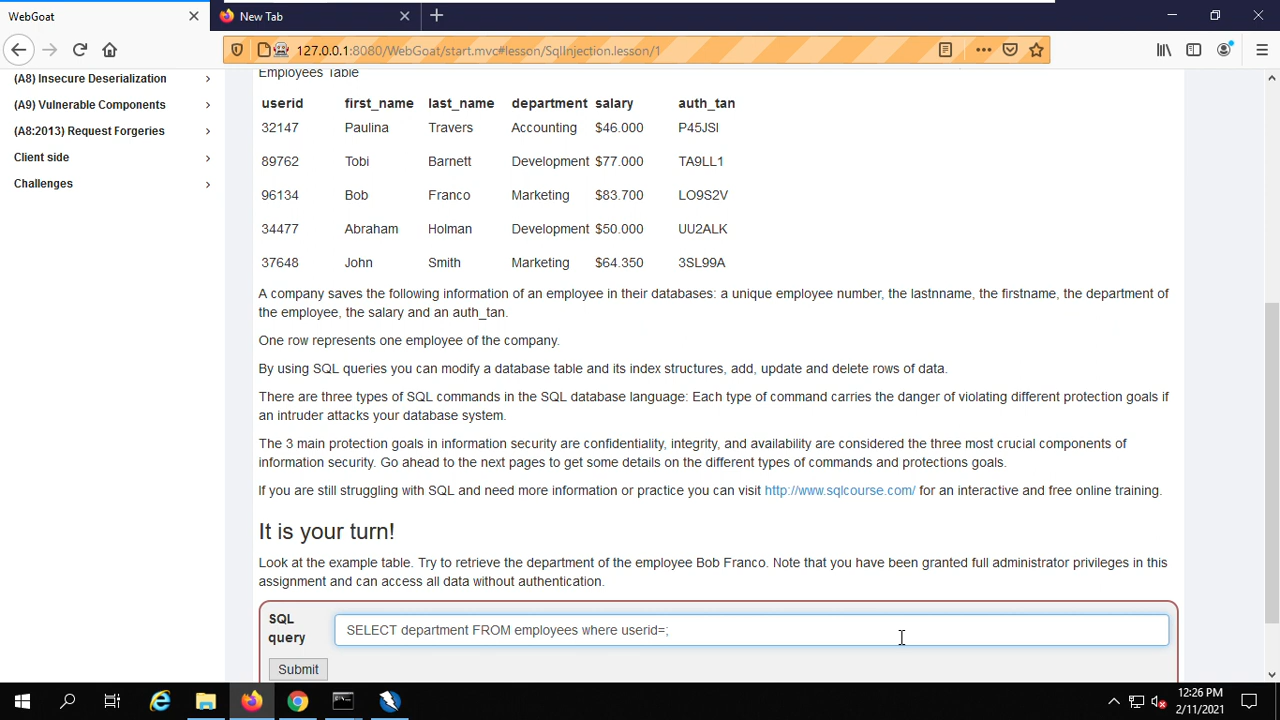 WebGoat
New Tab
127.0.0.1:8080/WebGoat/start.mvc#lesson/SqlInjection.lesson/1
(A8) Insecure Deserialization
(A9) Vulnerable Components
(A8:2013) Request Forgeries
Client side
Challenges
Employees Table
userid first_name last_name department salary auth_tan
32147 Paulina Travers Accounting $46.000 P45JSI
89762 Tobi Barnett Development $77.000 TA9LL1
96134 Bob Franco Marketing $83.700 LO9S2V
34477 Abraham Holman Development $50.000 UU2ALK
37648 John Smith Marketing $64.350 3SL99A
A company saves the following information of an employee in their databases: a unique employee number, the lastnname, the firstname, the department of
the employee, the salary and an auth_tan.
One row represents one employee of the company.
By using SQL queries you can modify a database table and its index structures, add, update and delete rows of data.
There are three types of SQL commands in the SQL database language: Each type of command carries the danger of violating different protection goals if
an intruder attacks your database system.
The 3 main protection goals in information security are confidentiality, integrity, and availability are considered the three most crucial components of
information security. Go ahead to the next pages to get some details on the different types of commands and protections goals.
If you are still struggling with SQL and need more information or practice you can visit http://www.sqlcourse.com/ for an interactive and free online training.
It is your turn!
Look at the example table. Try to retrieve the department of the employee Bob Franco. Note that you have been granted full administrator privileges in this
assignment and can access all data without authentication.
SQL
query
SELECT department FROM employees where userid=;
Submit
12:26 PM
2/11/2021